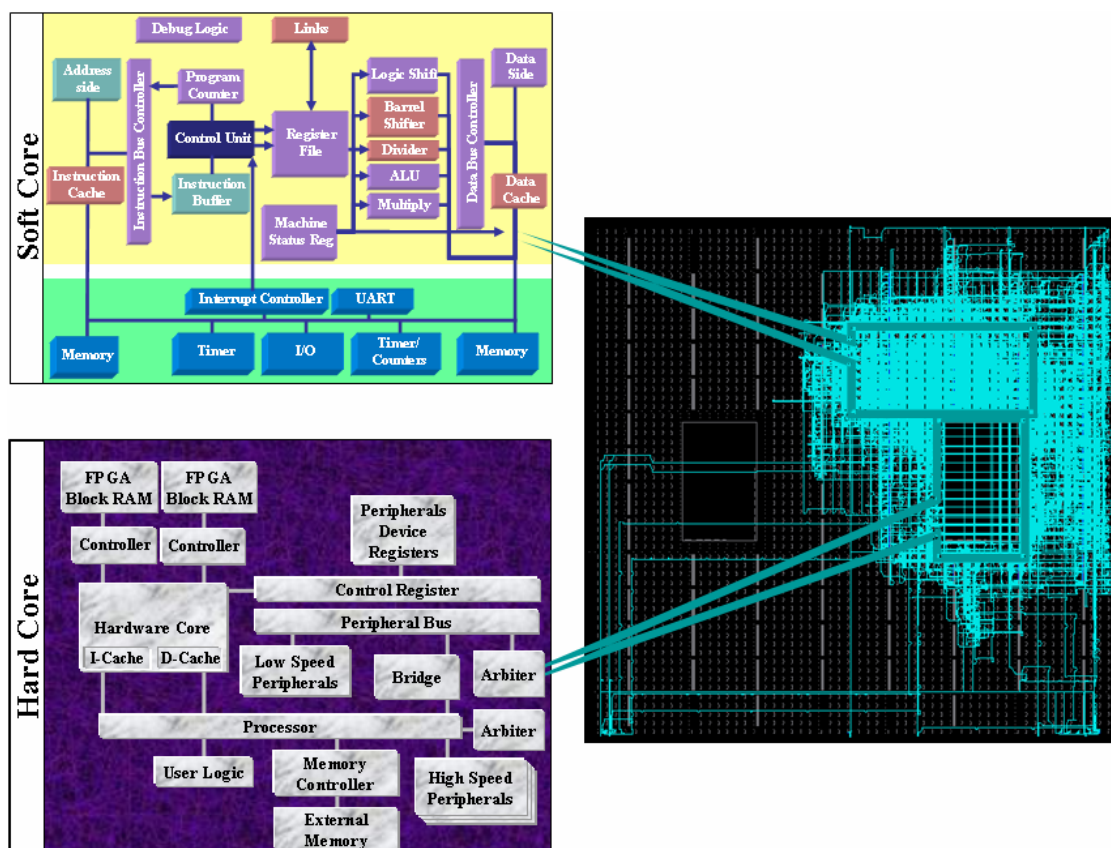 Soft Core
Debug Logic
Links
Address
side
Program
Counter
Instruction Bus Controller
Control Unit
Register
File
Logic Shift
Barrel
Shifter
Divider
ALU
Multiply
Data Bus Controller
Data
Side
Instruction
Cache
Instruction
Buffer
Data
Cache
Machine
Status Reg
Interrupt Controller
UART
Memory
Timer
I/O
Timer/
Counters
Memory
Hard Core
FPGA
Block RAM
FPGA
Block RAM
Controller
Controller
Peripherals
Device
Registers
Control Register
Hardware Core
I-Cache
D-Cache
Peripheral Bus
Low Speed
Peripherals
Bridge
Arbiter
Processor
Arbiter
User Logic
Memory
Controller
High Speed
Peripherals
External
Memory